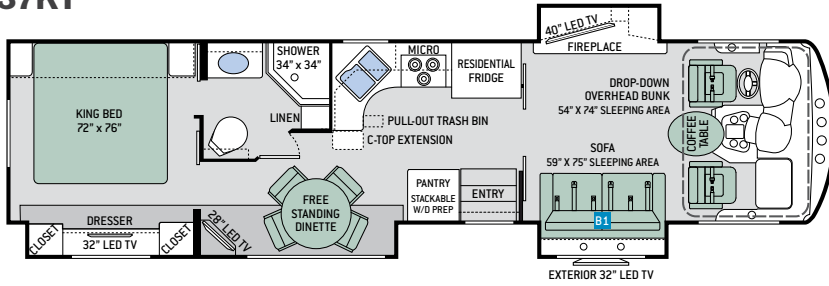 40" LED TV
FIREPLACE
SHOWER
34" x 34"
MICRO
RESIDENTIAL
FRIDGE
DROP-DOWN
OVERHEAD BUNK
54" X 74" SLEEPING AREA
KING BED
72" x 76"
LINEN
PULL-OUT TRASH BIN
C-TOP EXTENSION
COFFEE
TABLE
SOFA
59" X 75" SLEEPING AREA
PANTRY
STACKABLE
W/D PREP
ENTRY
FREE
STANDING
DINETTE
DRESSER
28" LED TV
B1
CLOSET
32" LED TV
CLOSET
EXTERIOR 32" LED TV